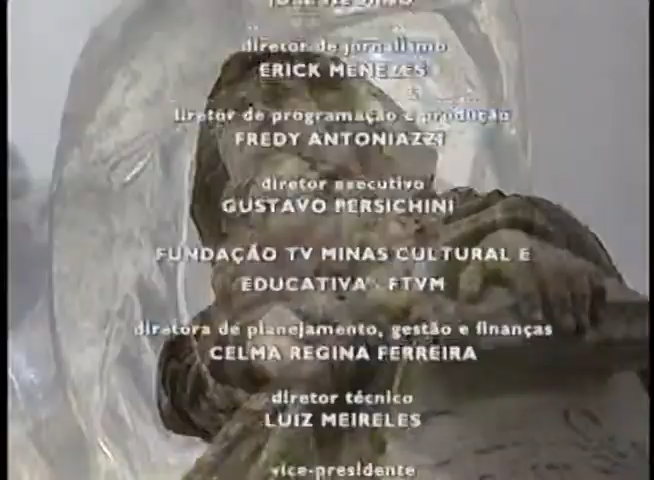 diretor de jornalismo
ERICK MENEZES
diretor de programação e produção
FREDY ANTONIAZZI
diretor executivo
GUSTAVO PERSICHINI
FUNDAÇÃO TV MINAS CULTURAL E
EDUCATIVA - FTVM
diretora de planejamento, gestão e finanças
CELMA REGINA FERREIRA
diretor técnico
LUIZ MEIRELES
vice-presidente